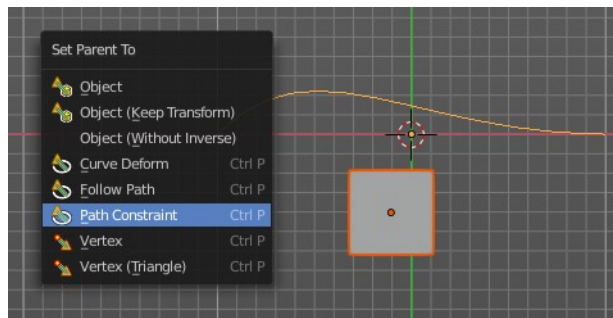 Set Parent To
Object
Object (Keep Transform)
Object (Without Inverse)
Curve Deform Ctrl P
Follow Path Ctrl P
Path Constraint Ctrl P
Vertex Ctrl P
Vertex (Triangle) Ctrl P